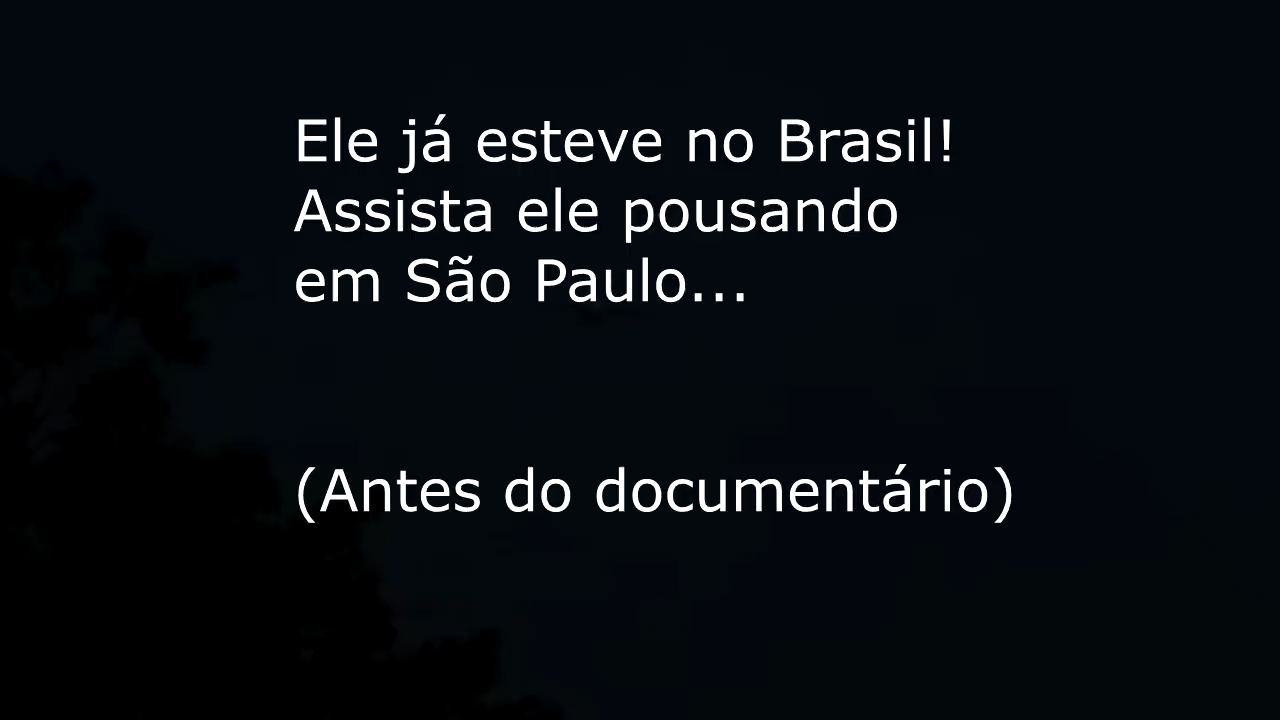 Ele já esteve no Brasil!
Assista ele pousando
em São Paulo...
(Antes do documentário)